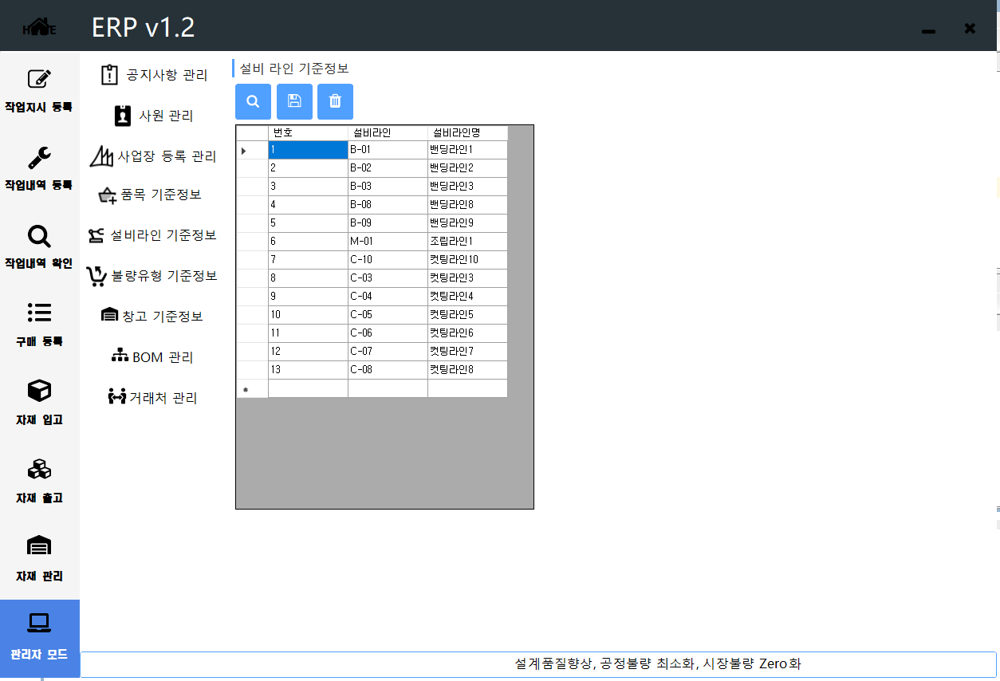 HOME
ERP v1.2
작업지시 등록
작업내역 등록
작업내역 확인
구매 등록
자재 입고
자재 출고
자재 관리
관리자 모드
공지사항 관리
사원 관리
사업장 등록 관리
품목 기준정보
설비라인 기준정보
불량유형 기준정보
창고 기준정보
BOM 관리
거래처 관리
설비 라인 기준정보
번호 설비라인 설비라인명
1 B-01 밴딩라인1
2 B-02 밴딩라인2
3 B-03 밴딩라인3
4 B-08 밴딩라인8
5 B-09 밴딩라인9
6 M-01 조립라인1
7 C-10 컷팅라인10
8 C-03 컷팅라인3
9 C-04 컷팅라인4
10 C-05 컷팅라인5
11 C-06 컷팅라인6
12 C-07 컷팅라인7
13 C-08 컷팅라인8
설계품질향상, 공정불량 최소화, 시장불량 Zero화